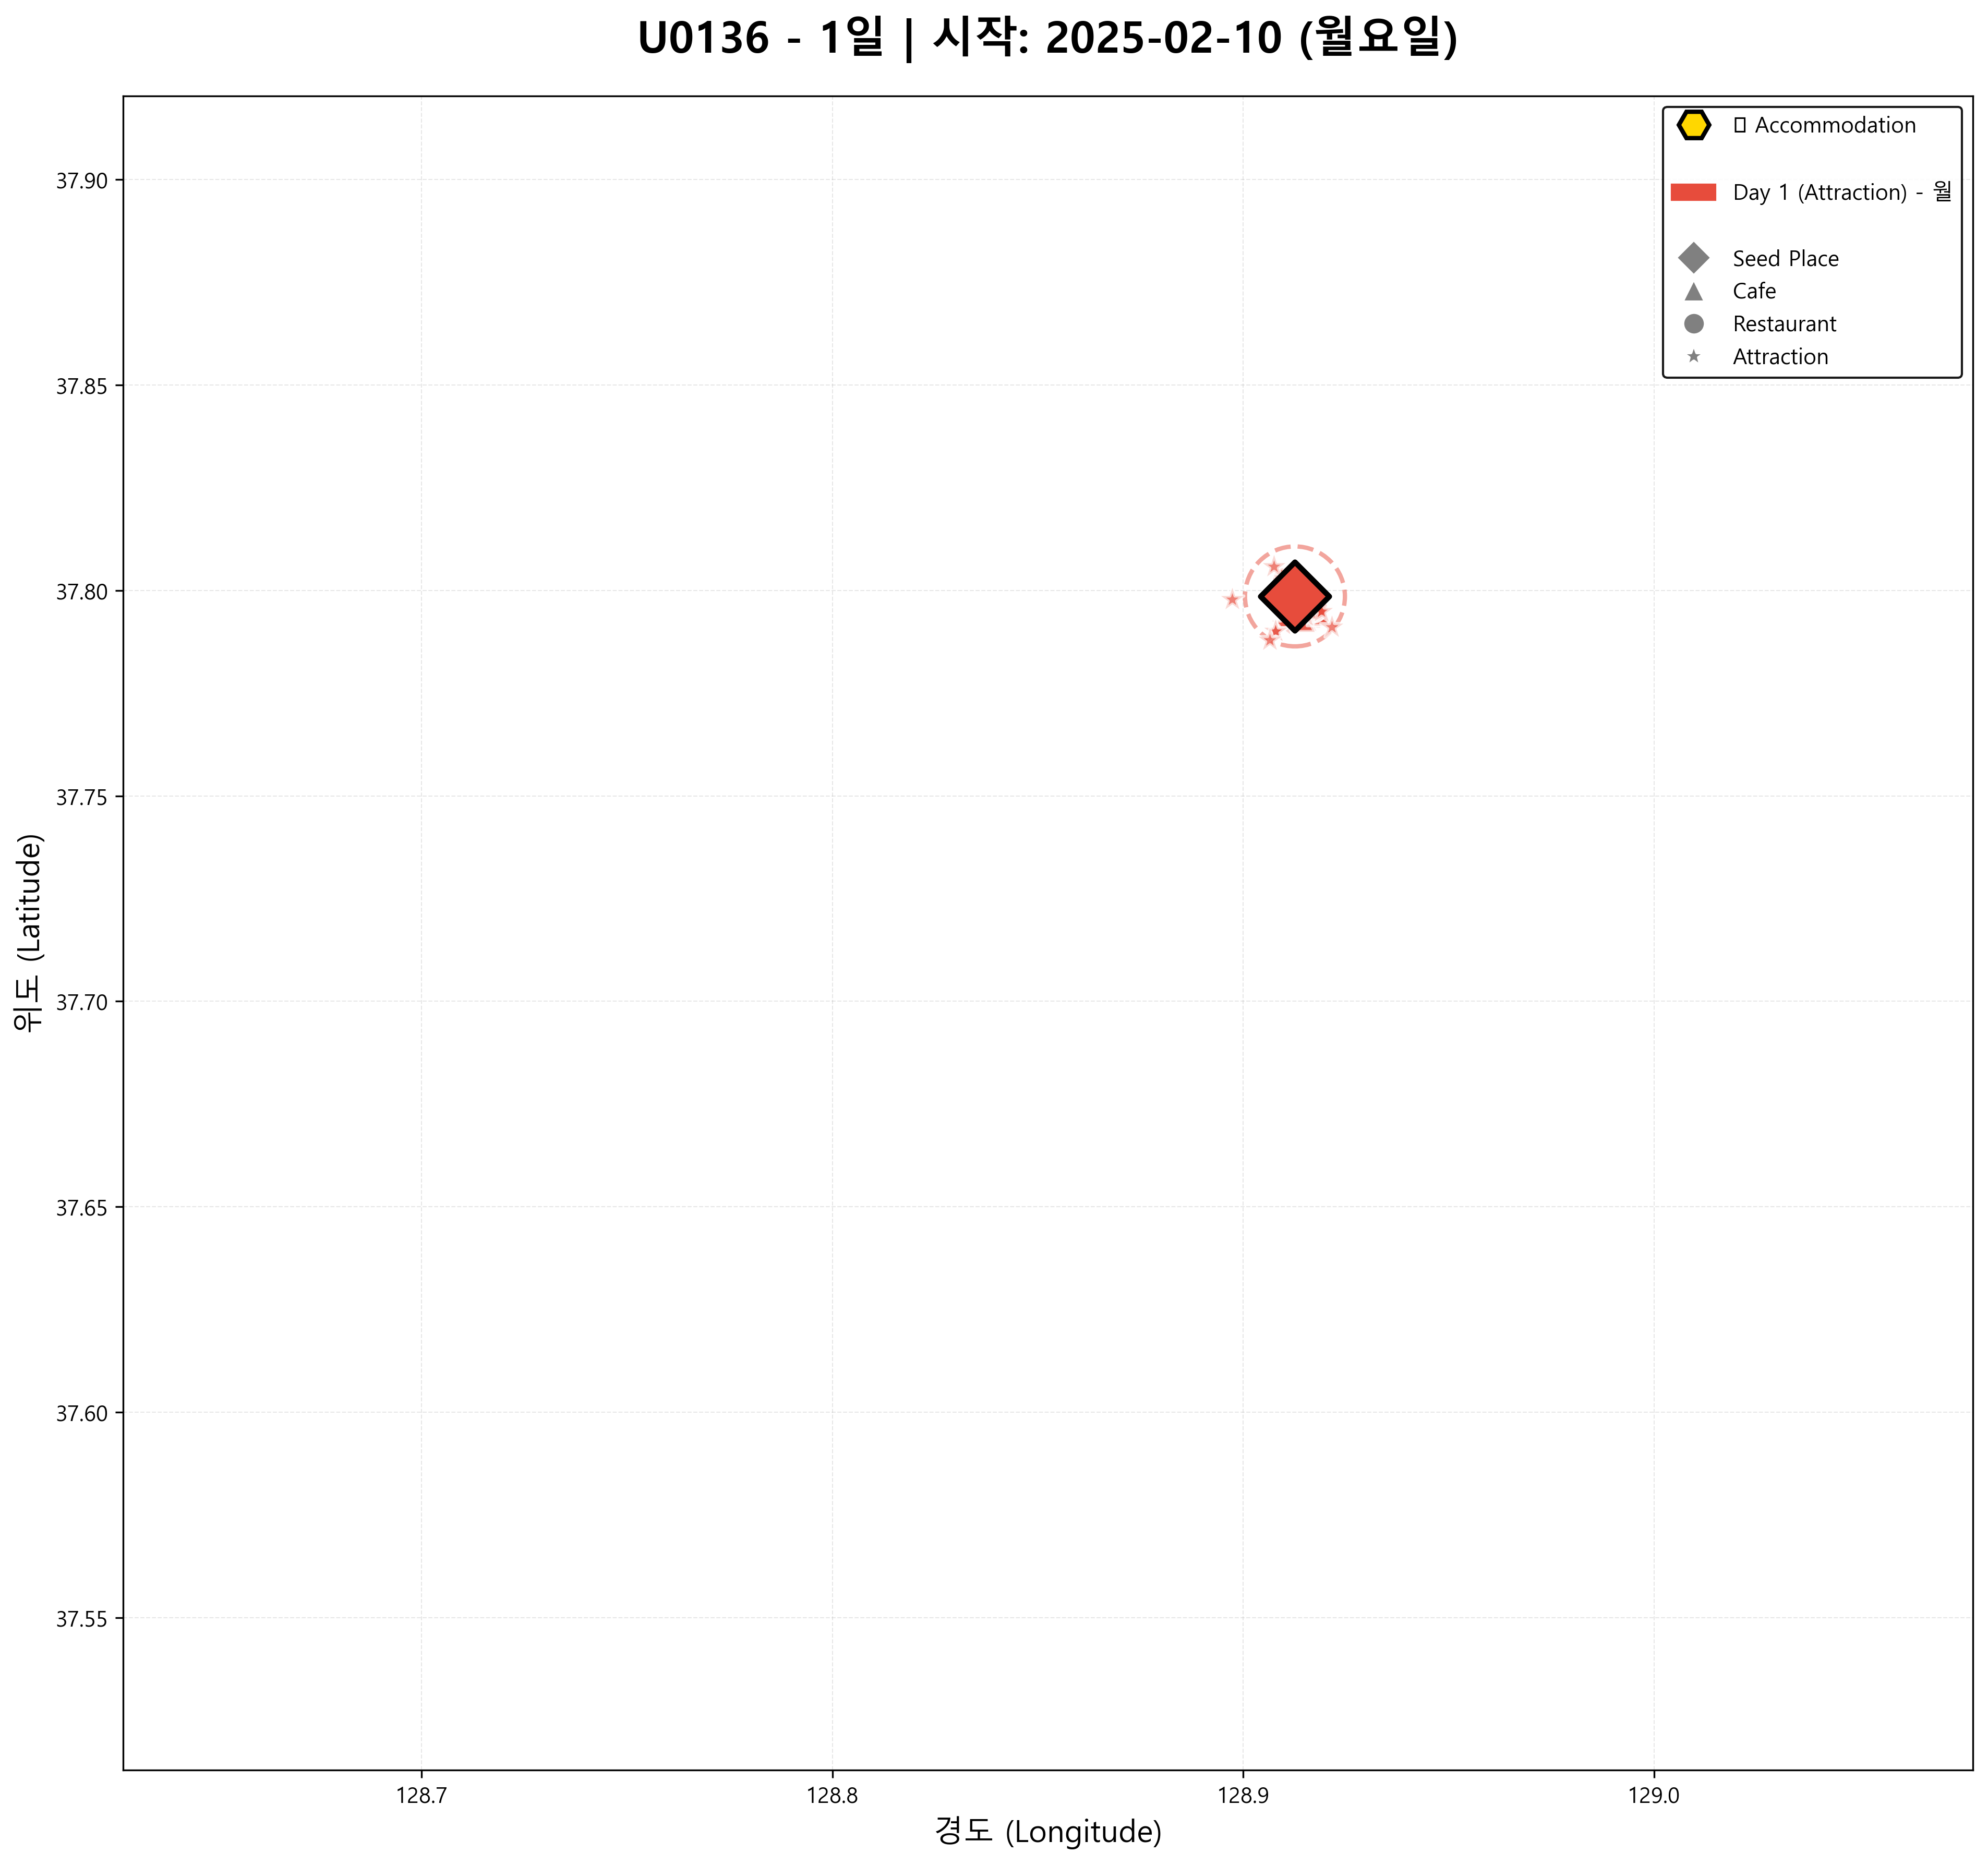 U0136 - 1일 | 시작: 2025-02-10 (월요일)
Accommodation
Day 1 (Attraction) - 월
Seed Place
Cafe
Restaurant
Attraction
위도 (Latitude)
37.90
37.85
37.80
37.75
37.70
37.65
37.60
37.55
128.7
128.8
128.9
129.0
경도 (Longitude)